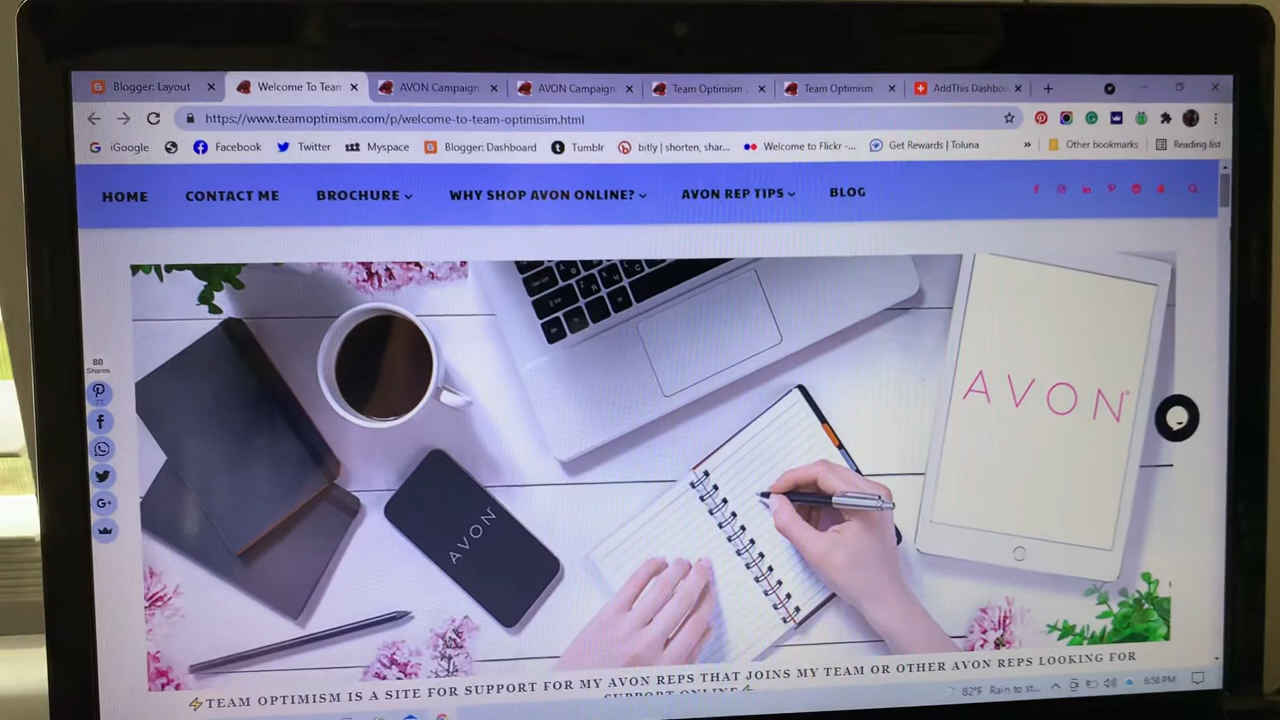 Blogger: Layout
Welcome To Tean
AVON Campaign
AVON Campaign
Team Optimism
Team Optimism
AddThis Dashbo
https://www.teamoptimism.com/p/welcome-to-team-optimisim.html
iGoogle
Facebook
Twitter
Myspace
Blogger: Dashboard
Tumblr
bitly | shorten, shar...
Welcome to Flickr -...
Get Rewards | Toluna
Other bookmarks
Reading list
HOME
CONTACT ME
BROCHURE
WHY SHOP AVON ONLINE?
AVON REP TIPS
BLOG
80
Shares
AVON
AVON
⚡TEAM OPTIMISM IS A SITE FOR SUPPORT FOR MY AVON REPS THAT JOINS MY TEAM OR OTHER AVON REPS LOOKING FOR
SUPPORT ONLINE⚡
82°F Rain to st...
6:58 PM